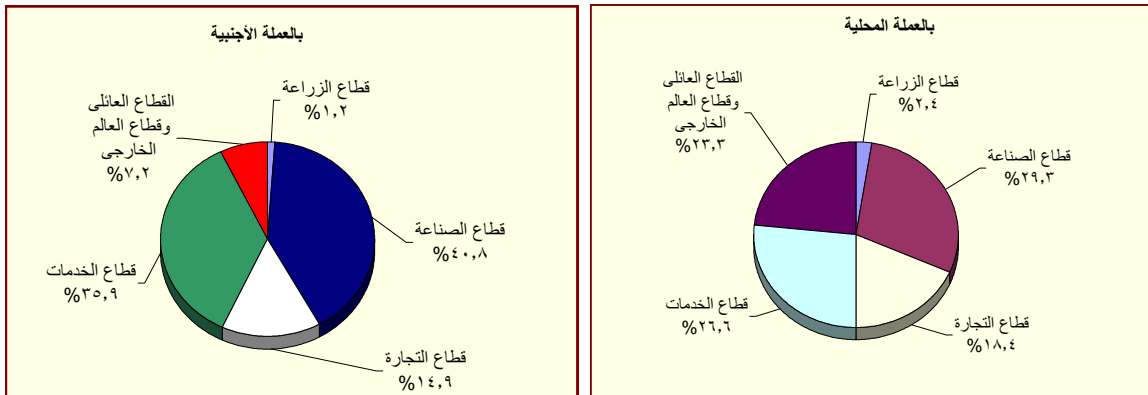 بالعملة المحلية
قطاع الزراعة
%٢,٤
قطاع الصناعة
%٢٩,٣
قطاع التجارة
%١٨,٤
قطاع الخدمات
%٢٦,٦
القطاع العائلى
وقطاع العالم
الخارجى
%٢٣,٣
بالعملة الأجنبية
قطاع الزراعة
%١,٢
قطاع الصناعة
%٤٠,٨
قطاع التجارة
%١٤,٩
قطاع الخدمات
%٣٥,٩
القطاع العائلى
وقطاع العالم
الخارجى
%٧,٢